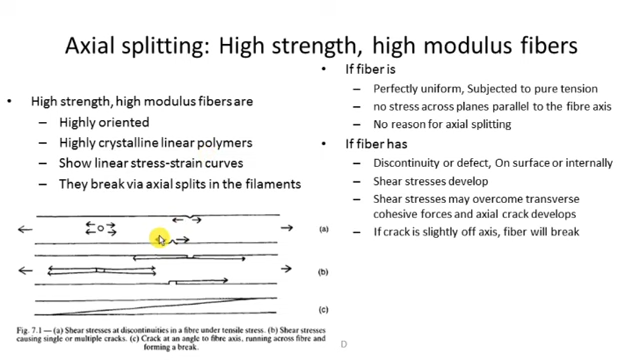 Axial splitting: High strength, high modulus fibers
• High strength, high modulus fibers are
– Highly oriented
– Highly crystalline linear polymers
– Show linear stress-strain curves
– They break via axial splits in the filaments
• If fiber is
– Perfectly uniform, Subjected to pure tension
– no stress across planes parallel to the fibre axis
– No reason for axial splitting
• If fiber has
– Discontinuity or defect, On surface or internally
– Shear stresses develop
– Shear stresses may overcome transverse
cohesive forces and axial crack develops
– If crack is slightly off axis, fiber will break
(a)
(b)
(c)
Fig. 7.1 — (a) Shear stresses at discontinuities in a fibre under tensile stress. (b) Shear stresses
causing single or multiple cracks. (c) Crack at an angle to fibre axis, running across fibre and
forming a break.
D